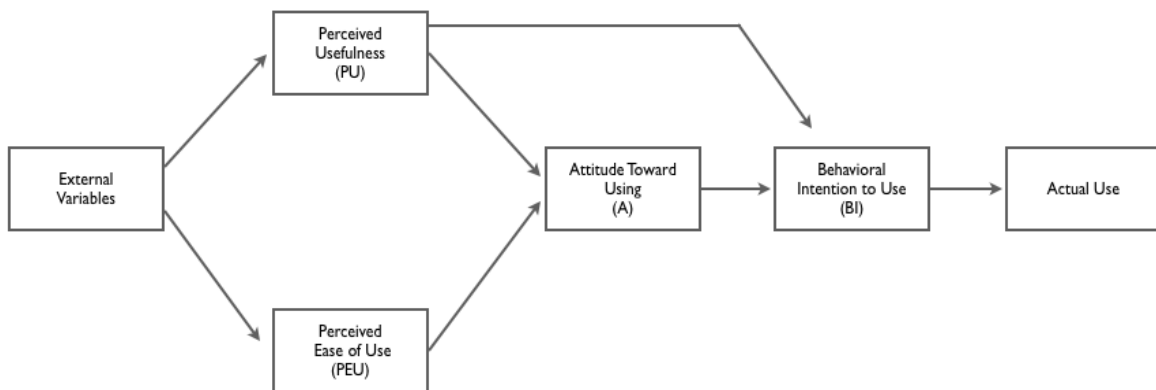 Perceived
Usefulness
(PU)
External
Variables
Attitude Toward
Using
(A)
Behavioral
Intention to Use
(BI)
Actual Use
Perceived
Ease of Use
(PEU)